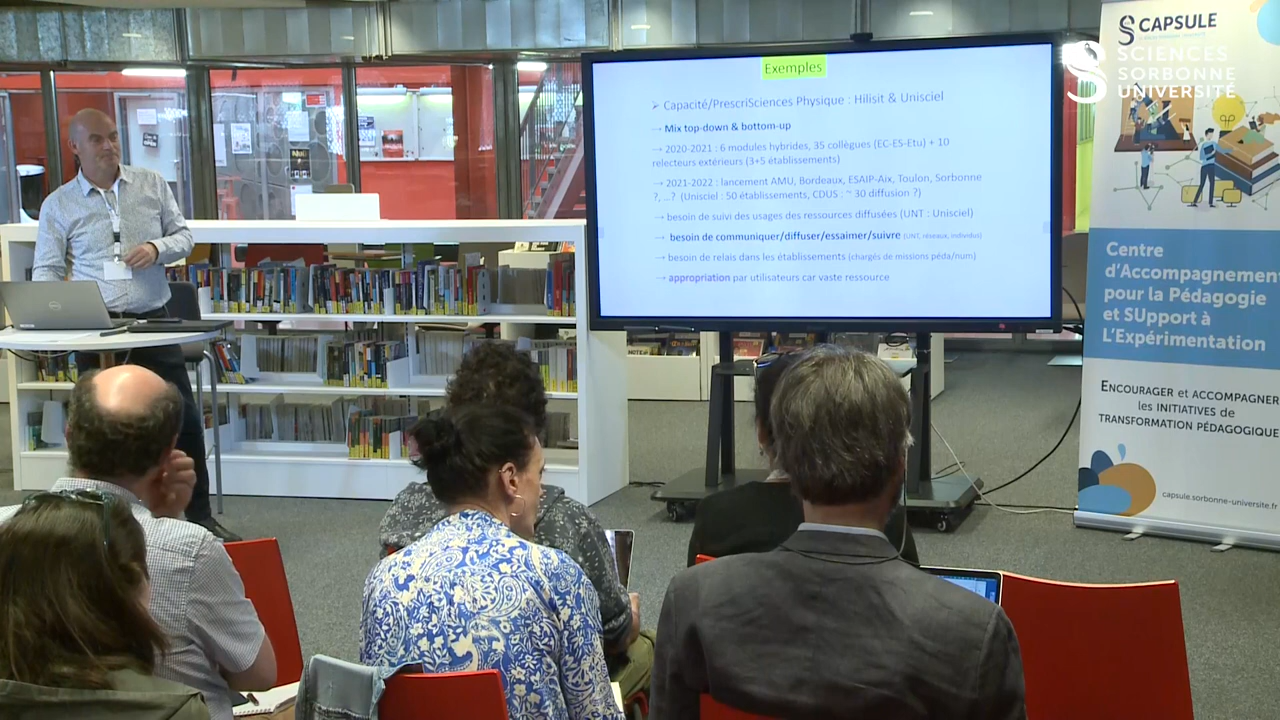 Exemples
➢ Capacité/PrescriSciences Physique : Hilisit & Unisciel
→ Mix top-down & bottom-up
→ 2020-2021 : 6 modules hybrides, 35 collègues (EC-ES-Etu) + 10
relecteurs extérieurs (3+5 établissements)
→ 2021-2022 : lancement AMU, Bordeaux, ESAIP-Aix, Toulon, Sorbonne
?, ..? (Unisciel : 50 établissements, CDUS : ~ 30 diffusion ?)
→ besoin de suivi des usages des ressources diffusées (UNT : Unisciel)
→ besoin de communiquer/diffuser/essaimer/suivre (UNT, réseaux, individus)
→ besoin de relais dans les établissements (chargés de missions péda/num)
→ appropriation par utilisateurs car vaste ressource
CAPSULE
SCIENCES
SORBONNE
UNIVERSITÉ
Centre
d'Accompagnement
pour la Pédagogie
et SUpport à
L'Expérimentation
ENCOURAGER et ACCOMPAGNER
les INITIATIVES de
TRANSFORMATION PÉDAGOGIQUE
capsule.sorbonne-universite.fr